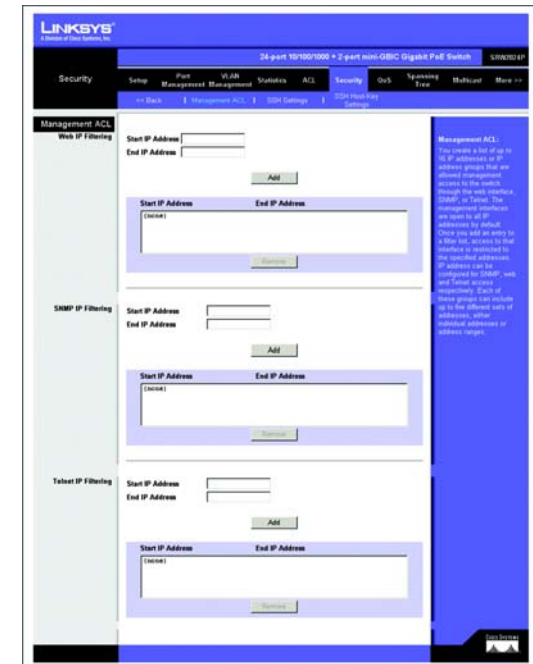 LINKSYS®
A Division of Cisco Systems, Inc.
24-port 10/100/1000 + 2-port mini-GBIC Gigabit PoE Switch
SRW2024P
Security
Setup
Port Management
VLAN Management
Statistics
ACL
Security
QoS
Spanning Tree
Multicast
More >>
<< Back | Management ACL | SSH Settings | SSH Host-Key Settings
Management ACL
Web IP Filtering
Start IP Address
End IP Address
Add
Start IP Address End IP Address
(none)
Remove
SNMP IP Filtering
Start IP Address
End IP Address
Add
Start IP Address End IP Address
(none)
Remove
Telnet IP Filtering
Start IP Address
End IP Address
Add
Start IP Address End IP Address
(none)
Remove
Management ACL:
You create a list of up to
16 IP addresses or IP
address groups that are
allowed management
access to the switch
through the web interface,
SNMP, or Telnet. The
management interfaces
are open to all IP
addresses by default.
Once you add an entry to
a filter list, access to that
interface is restricted to
the specified addresses.
IP address can be
configured for SNMP, web
and Telnet access
respectively. Each of
these groups can include
up to five different sets of
addresses, either
individual addresses or
address ranges.
Cisco Systems